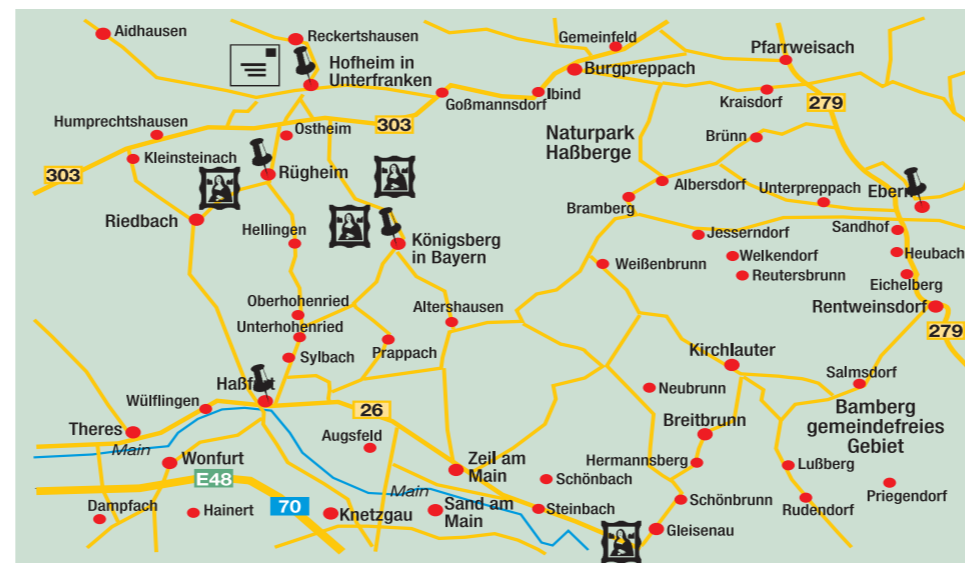 Aidhausen
Reckertshausen
Gemeinfeld
Pfarrweisach
Hofheim in
Unterfranken
Burgpreppach
Goßmannsdorf
Ibind
Kraisdorf
279
Humprechtshausen
Ostheim
303
Naturpark
Haßberge
Brünn
Kleinsteinach
303
Rügheim
Albersdorf
Unterpreppach
Ebern
Riedbach
Bramberg
Hellingen
Königsberg
in Bayern
Jesserndorf
Sandhof
Weißenbrunn
Welkendorf
Heubach
Reutersbrunn
Eichelberg
Oberhohenried
Altershausen
Rentweinsdorf
Unterhohenried
279
Sylbach
Prappach
Kirchlauter
Salmsdorf
Haßfurt
Neubrunn
Wülflingen
26
Bamberg
gemeindefreies
Gebiet
Theres
Main
Augsfeld
Breitbrunn
Wonfurt
Zeil am
Main
Hermannsberg
Lußberg
E48
Schönbach
Priegendorf
Main
Dampfach
Hainert
70
Knetzgau
Sand am
Main
Steinbach
Schönbrunn
Rudendorf
Gleisenau